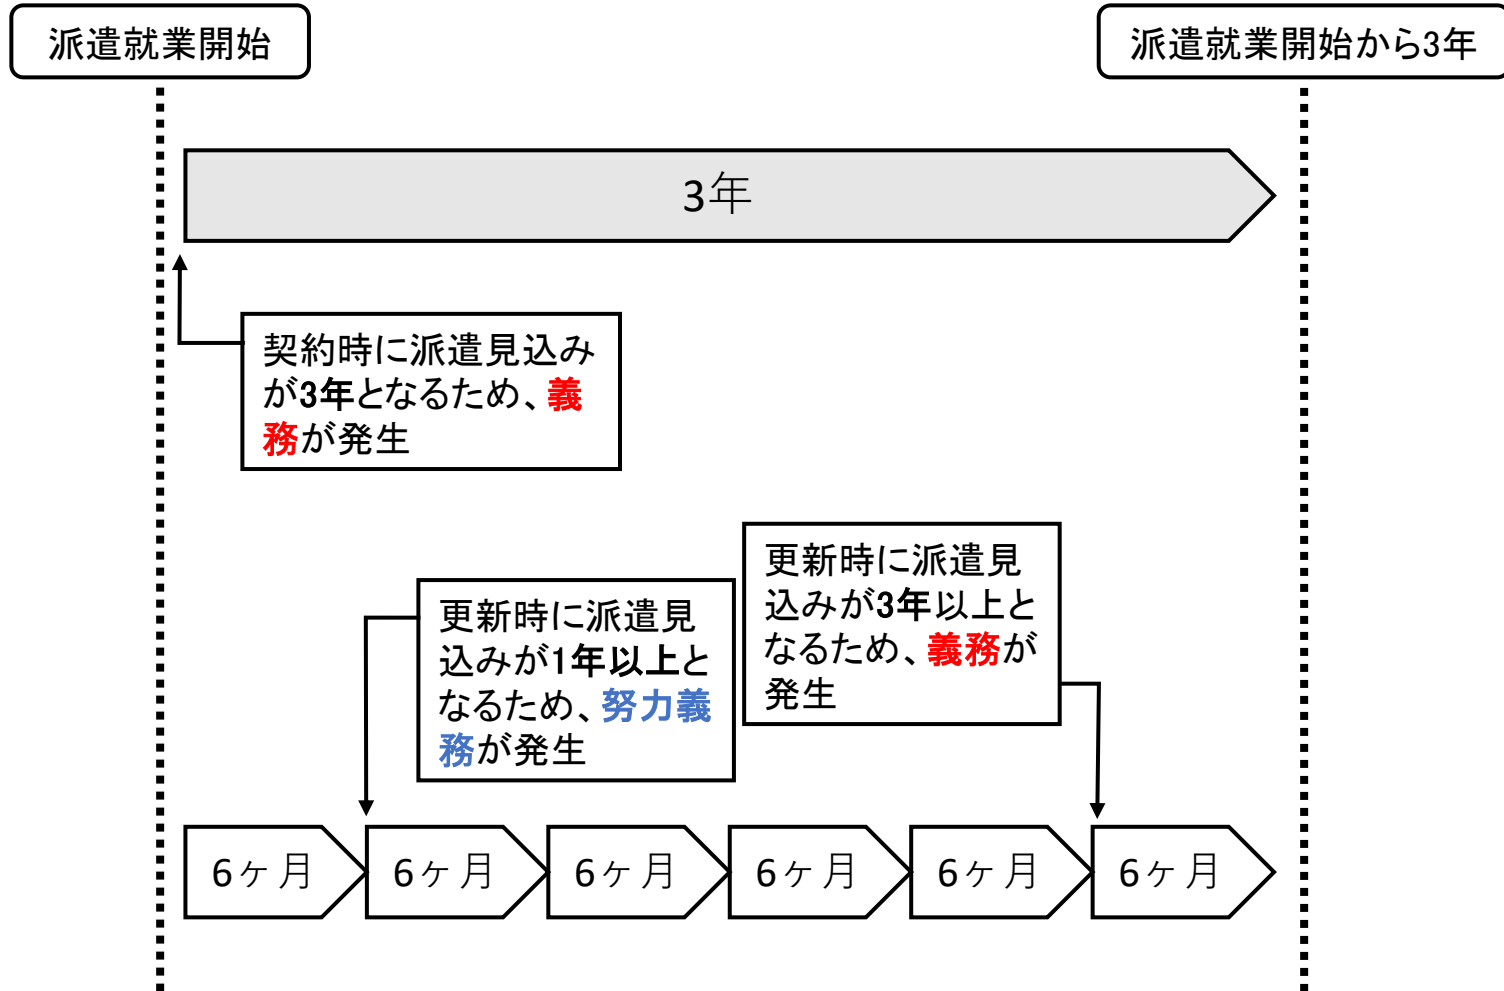 派遣就業開始
派遣就業開始から3年
3年
契約時に派遣見込み
が3年となるため、義
務が発生
更新時に派遣見
込みが1年以上と
なるため、努力義
務が発生
更新時に派遣見
込みが3年以上と
なるため、義務が
発生
6ヶ月
6ヶ月
6ヶ月
6ヶ月
6ヶ月
6ヶ月